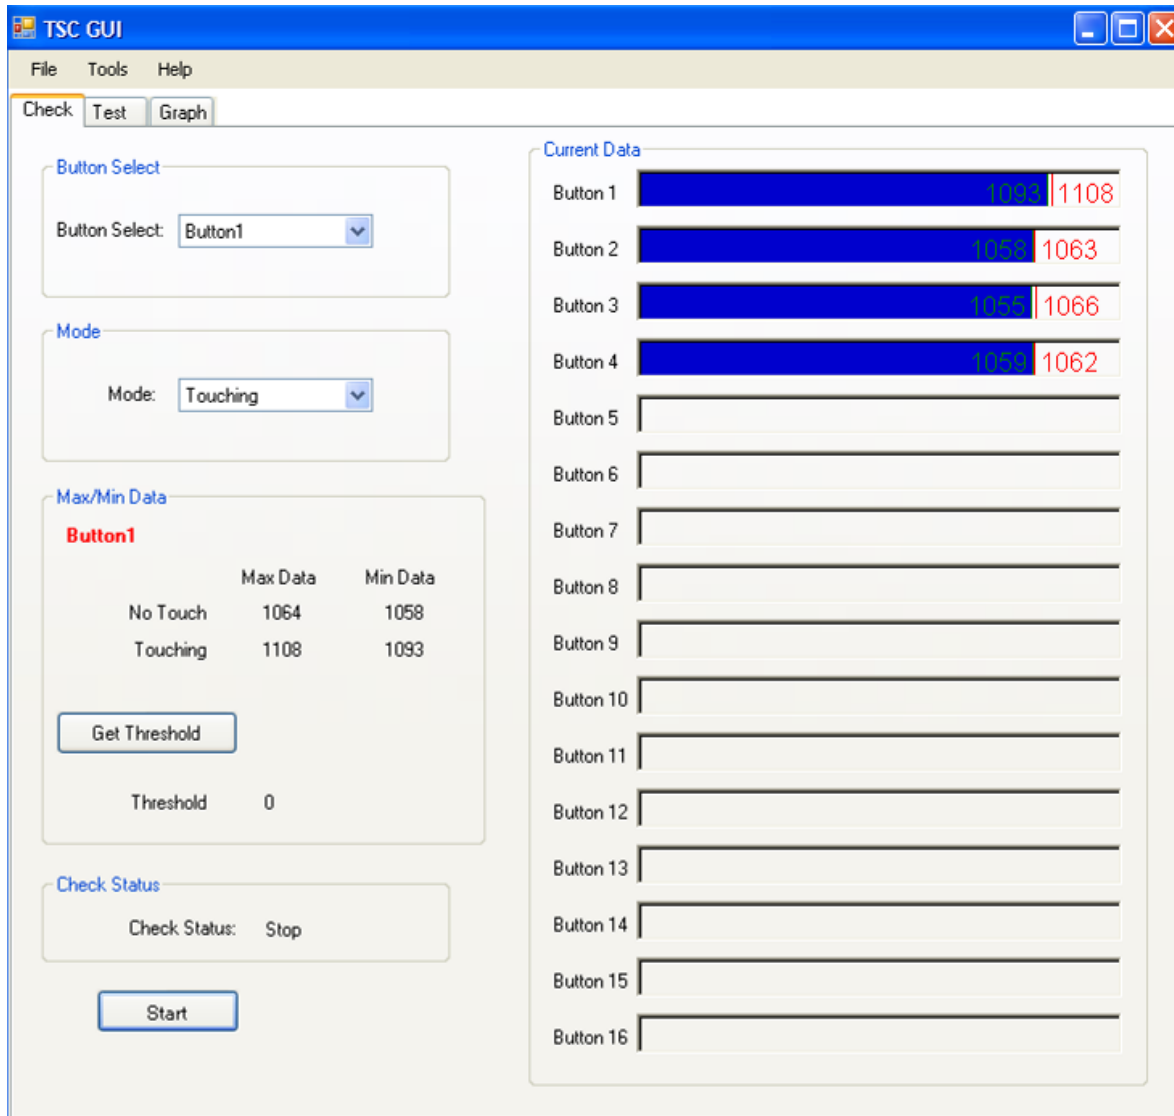 TSC GUI
File Tools Help
Check Test Graph
Button Select
Button Select: Button1
Mode
Mode: Touching
Max/Min Data
Button1
Max Data Min Data
No Touch 1064 1058
Touching 1108 1093
Get Threshold
Threshold 0
Check Status
Check Status: Stop
Start
Current Data
Button 1 1093 1108
Button 2 1058 1063
Button 3 1055 1066
Button 4 1059 1062
Button 5
Button 6
Button 7
Button 8
Button 9
Button 10
Button 11
Button 12
Button 13
Button 14
Button 15
Button 16